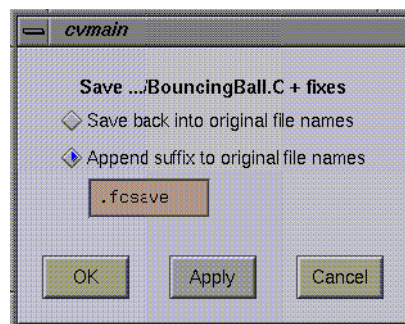 cvmain
Save .../BouncingBall.C + fixes
Save back into original file names
Append suffix to original file names
.fcsave
OK
Apply
Cancel